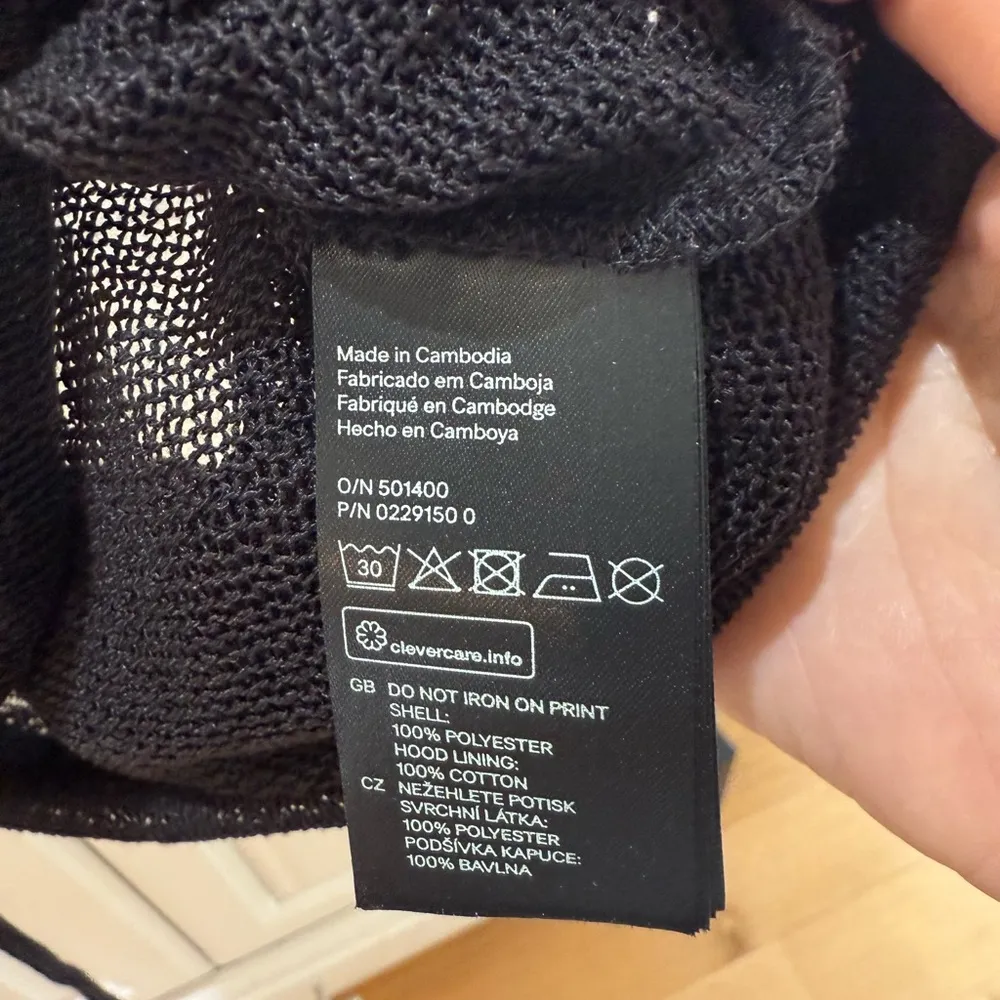 Made in Cambodia
Fabricado em Camboja
Fabriqué en Cambodge
Hecho en Camboya
O/N 501400
P/N 0229150 0
30
clevercare.info
GB DO NOT IRON ON PRINT
SHELL:
100% POLYESTER
HOOD LINING:
100% COTTON
CZ NEŽEHLETE POTISK
SVRCHNÍ LÁTKA:
100% POLYESTER
PODŠÍVKA KAPUCE:
100% BAVLNA